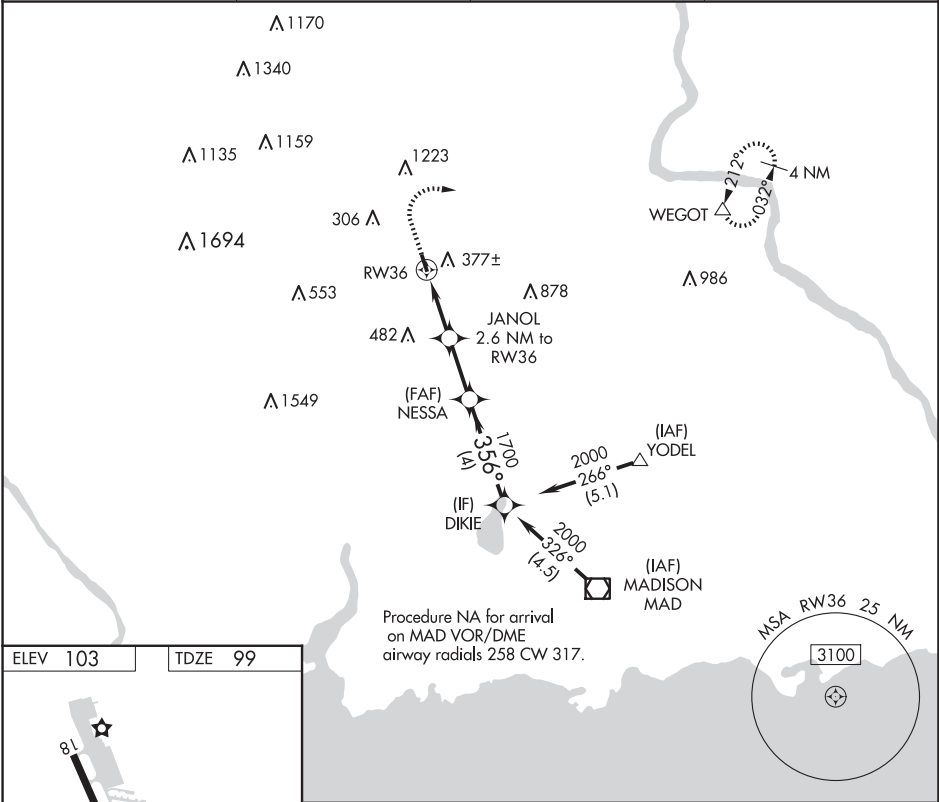 1170
1340
1135
1159
1223
4 NM
212°
032°
WEGOT
306
1694
RW36
377±
986
553
878
JANOL
2.6 NM to
RW36
482
(FAF)
NESSA
1549
1700
356°
(4)
(IAF)
YODEL
2000
266°
(5.1)
(IF)
DIKIE
2000
326°
(4.5)
(IAF)
MADISON
MAD
Procedure NA for arrival
on MAD VOR/DME
airway radials 258 CW 317.
MSA RW36 25 NM
3100
ELEV 103
TDZE 99
18